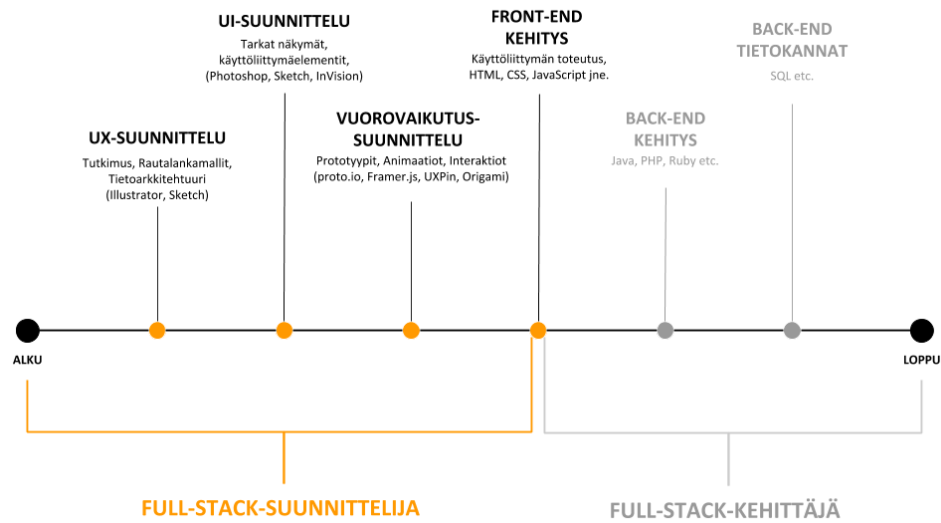 UX-SUUNNITTELU
Tutkimus, Rautalankamallit,
Tietoarkkitehtuuri
(Illustrator, Sketch)
UI-SUUNNITTELU
Tarkat näkymät,
käyttöliittymäelementit,
(Photoshop, Sketch, InVision)
VUOROVAIKUTUS-
SUUNNITTELU
Prototyypit, Animaatiot, Interaktiot
(proto.io, Framer.js, UXPin, Origami)
FRONT-END
KEHITYS
Käyttöliittymän toteutus,
HTML, CSS, JavaScript jne.
BACK-END
KEHITYS
Java, PHP, Ruby etc.
BACK-END
TIETOKANNAT
SQL etc.
ALKU
LOPPU
FULL-STACK-SUUNNITTELIJA
FULL-STACK-KEHITTÄJÄ